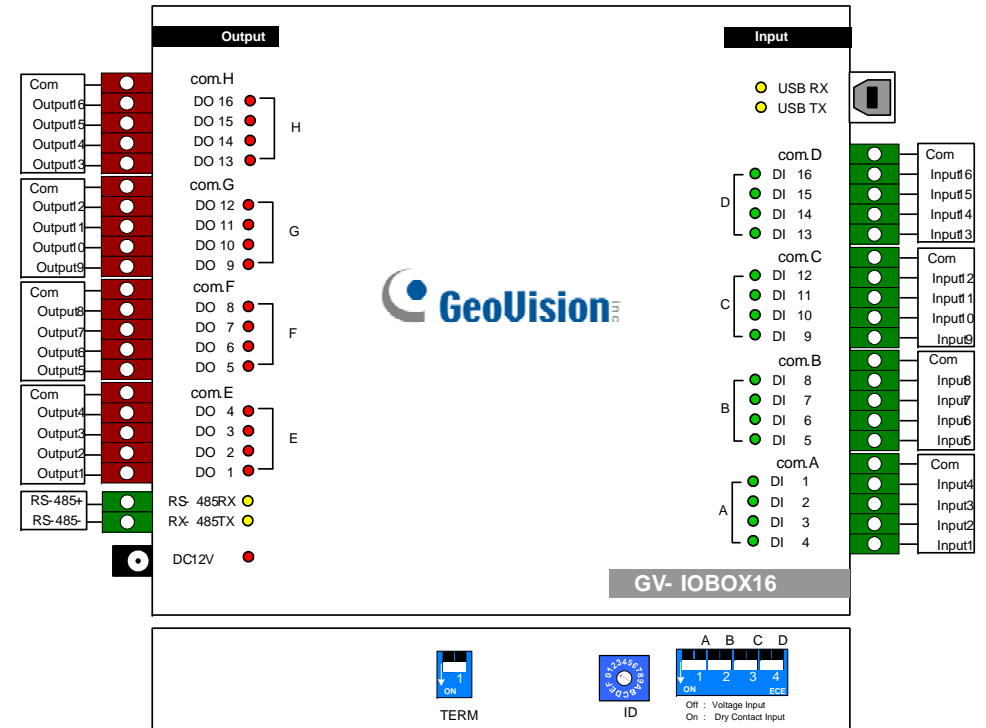 Output
Input
Com
Output16
Output15
Output14
Output13
Com
Output12
Output11
Output10
Output9
Com
Output8
Output7
Output6
Output5
Com
Output4
Output3
Output2
Output1
RS-485+
RS-485-
com.H
DO 16
DO 15
DO 14
DO 13
H
com.G
DO 12
DO 11
DO 10
DO 9
G
com.F
DO 8
DO 7
DO 6
DO 5
F
com.E
DO 4
DO 3
DO 2
DO 1
E
RS- 485RX
RX- 485TX
DC12V
GeoVision inc
USB RX
USB TX
com.D
DI 16
DI 15
DI 14
DI 13
D
com.C
DI 12
DI 11
DI 10
DI 9
C
com.B
DI 8
DI 7
DI 6
DI 5
B
com.A
DI 1
DI 2
DI 3
DI 4
A
Com
Input16
Input15
Input14
Input13
Com
Input12
Input11
Input10
Input9
Com
Input8
Input7
Input6
Input5
Com
Input4
Input3
Input2
Input1
GV- IOBOX16
1
ON
TERM
0123456789ABCDEF
ID
A B C D
1 2 3 4
ON ECE
Off : Voltage Input
On : Dry Contact Input